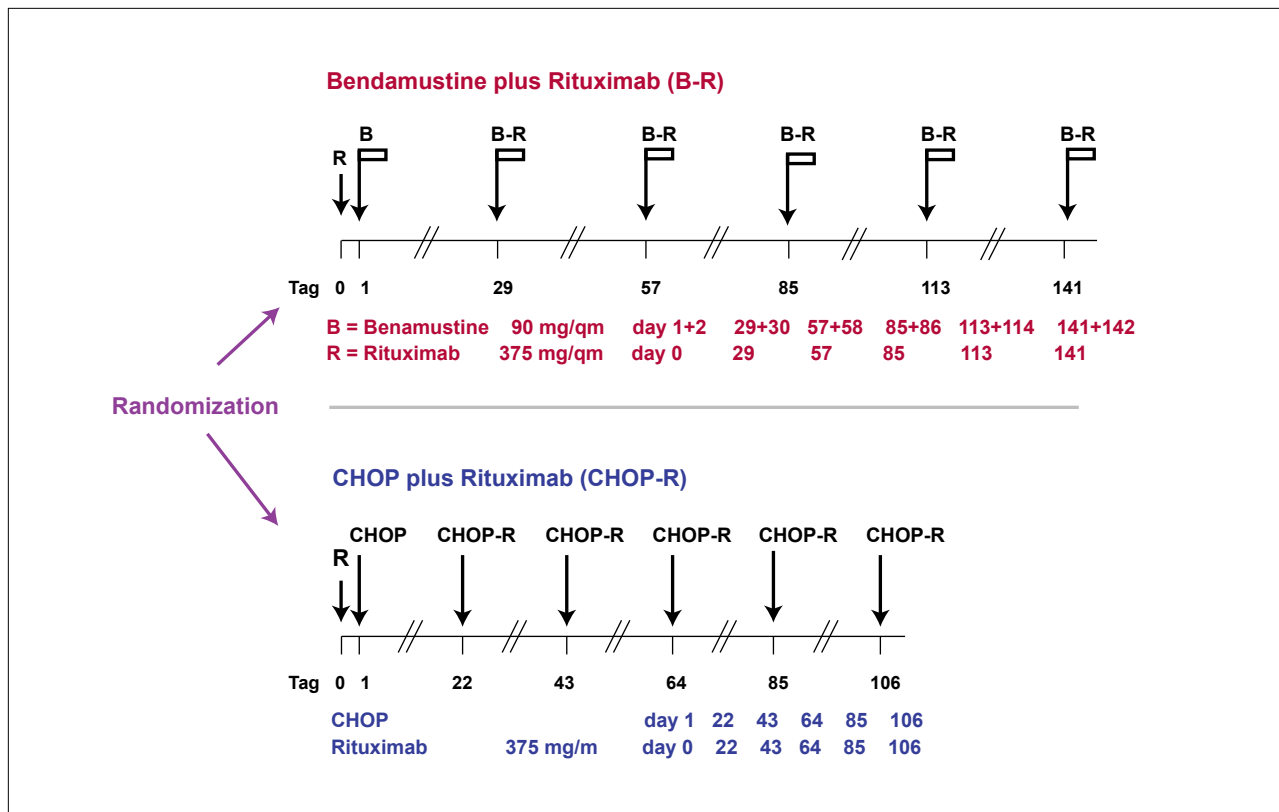 Bendamustine plus Rituximab (B-R)
B B-R B-R B-R B-R B-R
R
Tag 0 1 29 57 85 113 141
B = Benamustine 90 mg/qm day 1+2 29+30 57+58 85+86 113+114 141+142
R = Rituximab 375 mg/qm day 0 29 57 85 113 141
Randomization
CHOP plus Rituximab (CHOP-R)
CHOP CHOP-R CHOP-R CHOP-R CHOP-R CHOP-R
R
Tag 0 1 22 43 64 85 106
CHOP day 1 22 43 64 85 106
Rituximab 375 mg/m day 0 22 43 64 85 106